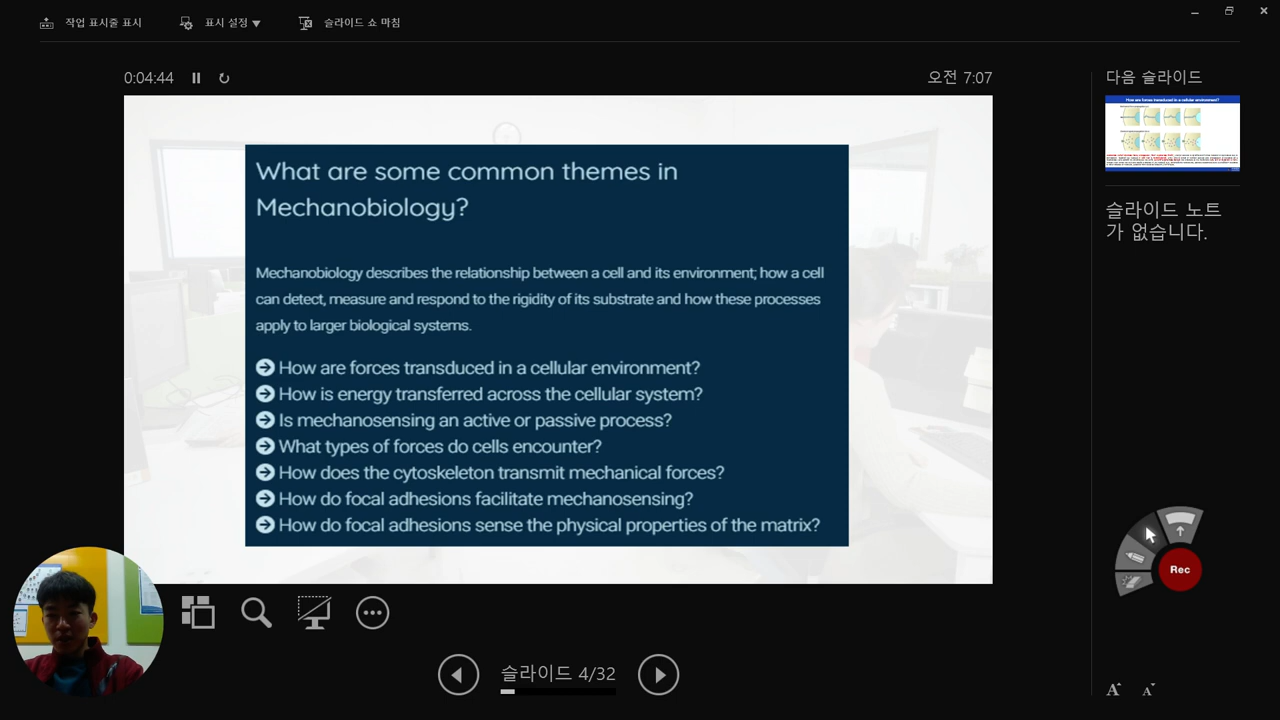 작업 표시줄 표시
표시 설정 ▼
슬라이드 쇼 마침
0:04:44
오전 7:07
다음 슬라이드
How are forces transduced in a cellular environment?
슬라이드 노트
가 없습니다.
What are some common themes in
Mechanobiology?
Mechanobiology describes the relationship between a cell and its environment; how a cell
can detect, measure and respond to the rigidity of its substrate and how these processes
apply to larger biological systems.
How are forces transduced in a cellular environment?
How is energy transferred across the cellular system?
Is mechanosensing an active or passive process?
What types of forces do cells encounter?
How does the cytoskeleton transmit mechanical forces?
How do focal adhesions facilitate mechanosensing?
How do focal adhesions sense the physical properties of the matrix?
Rec
슬라이드 4/32
A A